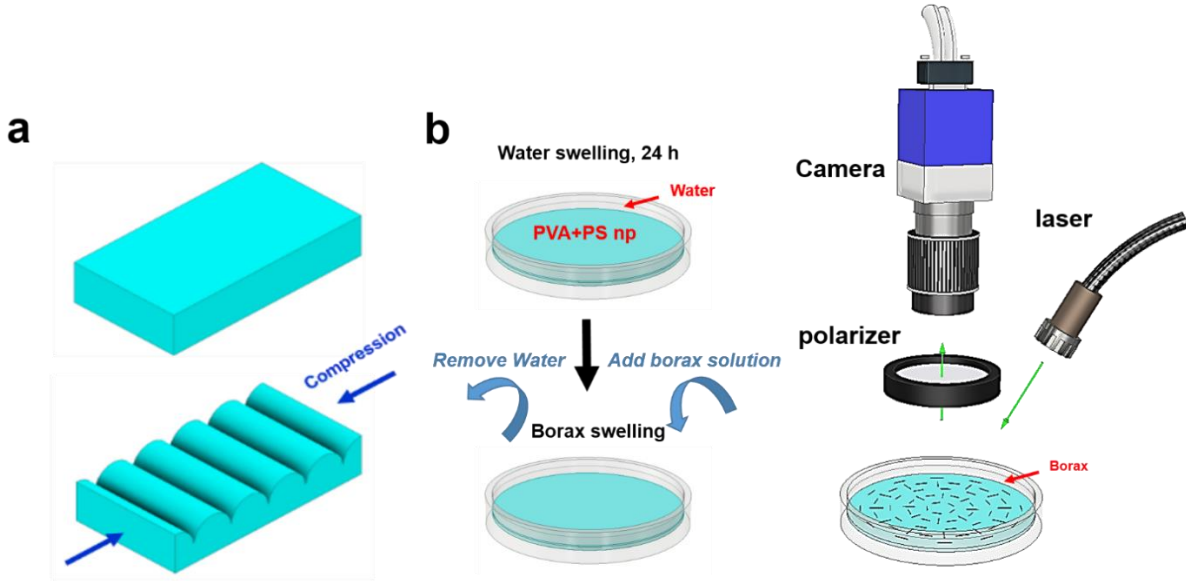 a
Compression
b
Water swelling, 24 h
Water
PVA+PS np
Remove Water
Add borax solution
Borax swelling
Camera
laser
polarizer
Borax